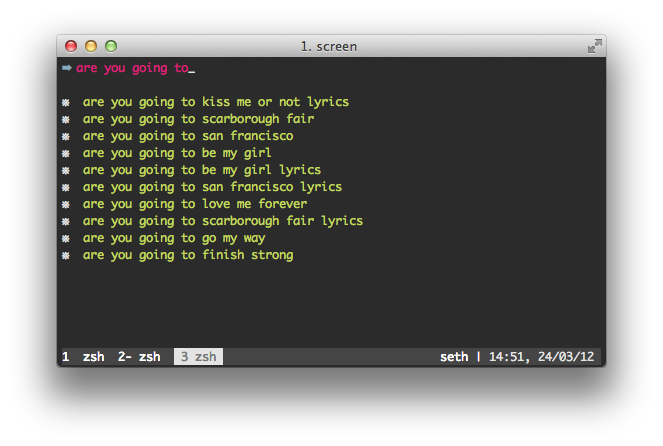 1. screen
➡ are you going to_
⋇ are you going to kiss me or not lyrics
⋇ are you going to scarborough fair
⋇ are you going to san francisco
⋇ are you going to be my girl
⋇ are you going to be my girl lyrics
⋇ are you going to san francisco lyrics
⋇ are you going to love me forever
⋇ are you going to scarborough fair lyrics
⋇ are you going to go my way
⋇ are you going to finish strong
1 zsh 2- zsh 3 zsh seth | 14:51, 24/03/12